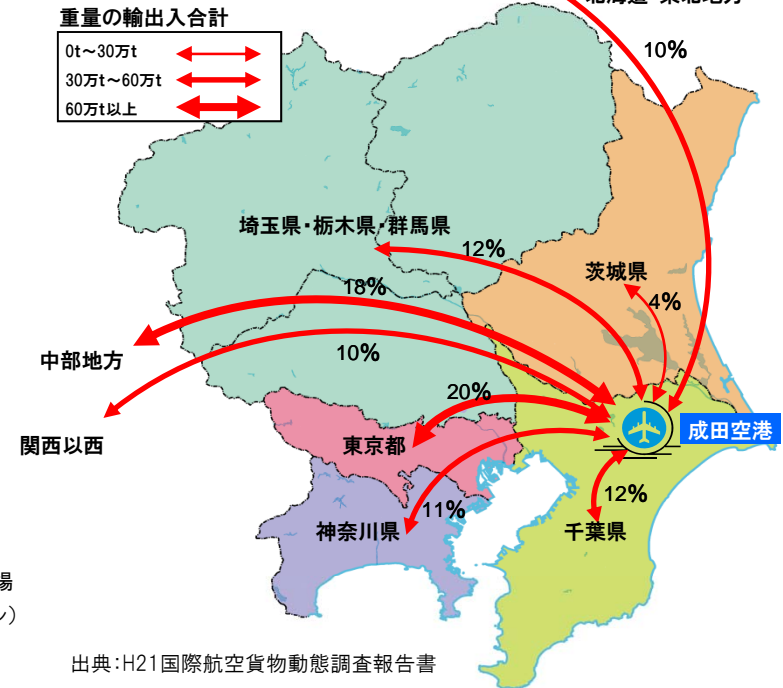 重量の輸出入合計
0t～30万t
30万t～60万t
60万t以上
10%
埼玉県・栃木県・群馬県
12%
茨城県
4%
18%
中部地方
10%
関西以西
20%
東京都
成田空港
11%
神奈川県
12%
千葉県
出典：H21国際航空貨物動態調査報告書